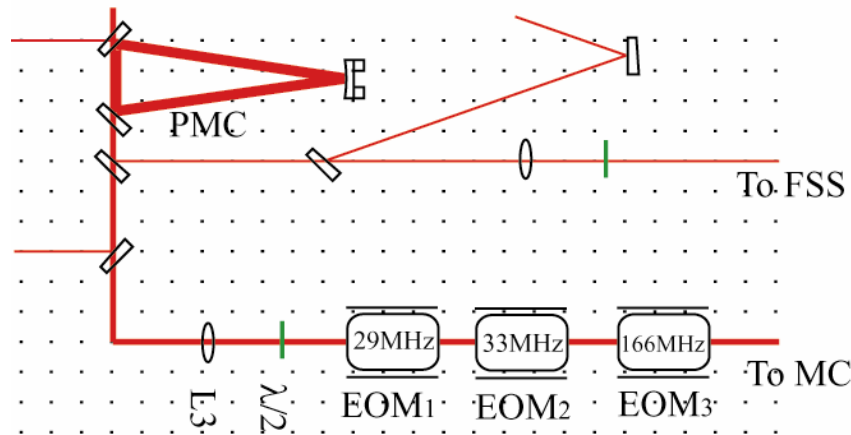 PMC
To FSS
29MHz
33MHz
166MHz
To MC
L3
λ/2
EOM1
EOM2
EOM3